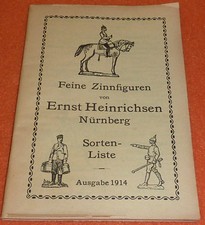 Feine Zinnfiguren
von
Ernst Heinrichsen
Nürnberg
Sorten-
Liste
Ausgabe 1914